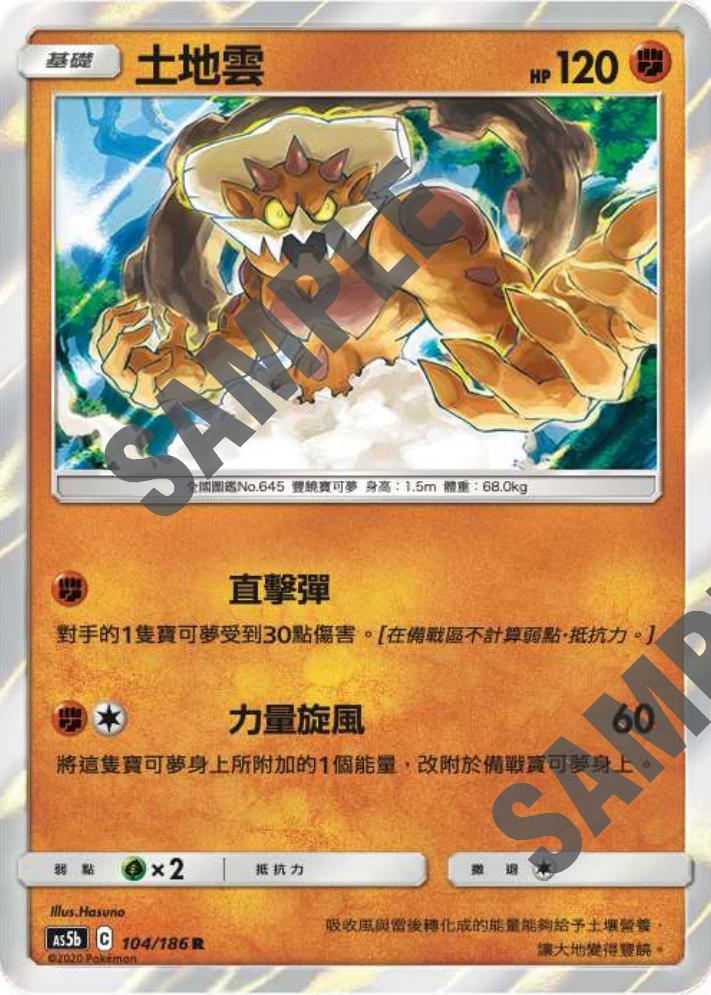 基礎 土地雲 HP 120
SAMPLE
全國圖鑑No.645 豐饒寶可夢 身高：1.5m 體重：68.0kg
直擊彈
對手的1隻寶可夢受到30點傷害。[在備戰區不計算弱點·抵抗力。]
力量旋風 60
將這隻寶可夢身上所附加的1個能量，改附於備戰寶可夢身上。
SAMPLE
弱點 ×2 抵抗力 撤退
Illus.Hasuno
AS5b C 104/186 R
©2020 Pokémon
吸收風與雷後轉化成的能量能夠給予土壤營養，
讓大地變得豐饒。